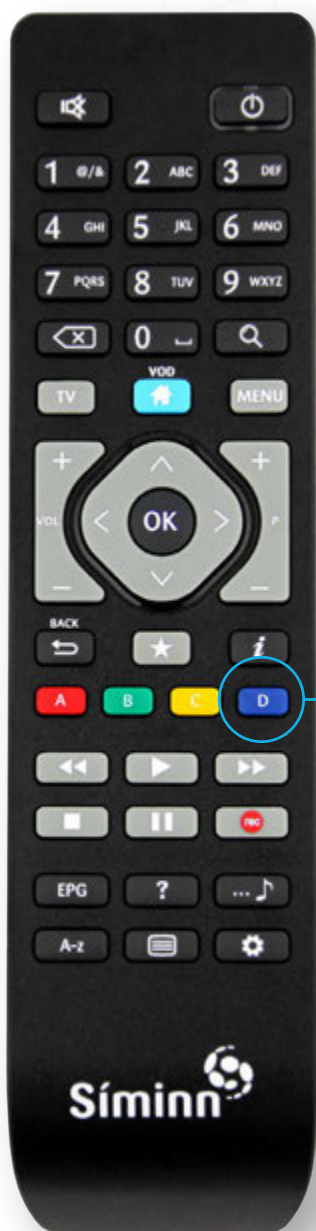 1 @/& 2 ABC 3 DEF
4 GHI 5 JKL 6 MNO
7 PQRS 8 TUV 9 WXYZ
0
VOD
TV MENU
VOL OK P
BACK
i
A B C D
rec
EPG ? ...
A-z
Síminn